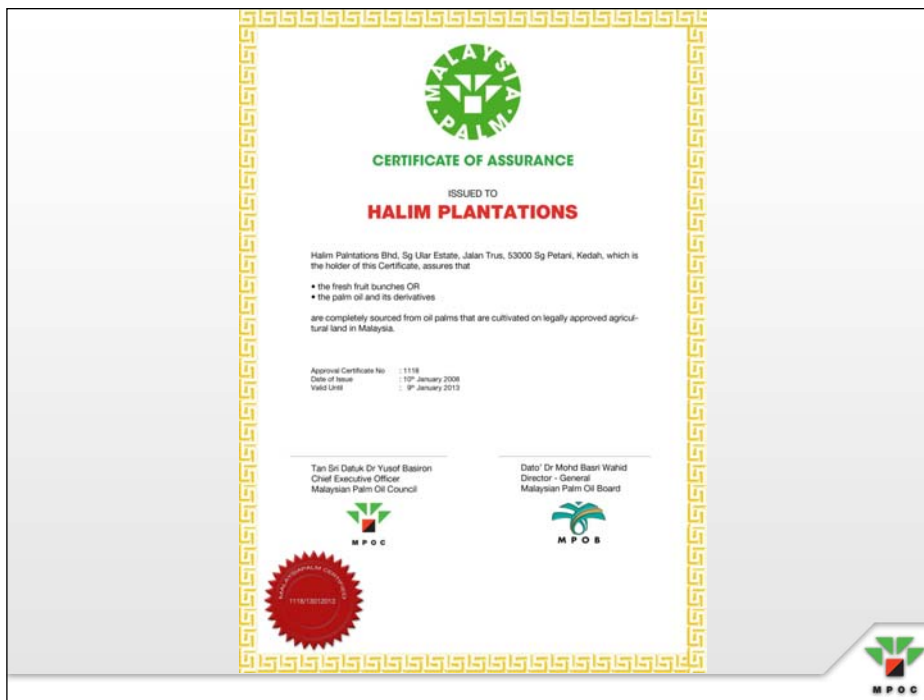 MALAYSIA
PALM
CERTIFICATE OF ASSURANCE
ISSUED TO
HALIM PLANTATIONS
Halim Palntations Bhd, Sg Ular Estate, Jalan Trus, 53000 Sg Petani, Kedah, which is
the holder of this Certificate, assures that
• the fresh fruit bunches OR
• the palm oil and its derivatives
are completely sourced from oil palms that are cultivated on legally approved agricul-
tural land in Malaysia.
Approval Certificate No : 1118
Date of Issue : 10th January 2008
Valid Until : 9th January 2013
Tan Sri Datuk Dr Yusof Basiron
Chief Executive Officer
Malaysian Palm Oil Council
MPOC
Dato' Dr Mohd Basri Wahid
Director - General
Malaysian Palm Oil Board
MPOB
MALAYSIAPALM CERTIFIED
1118/13012013
MPOC